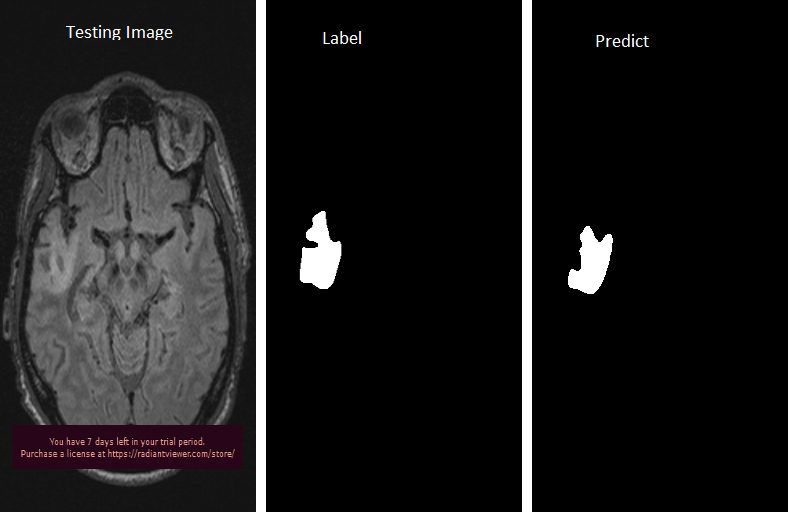 Testing Image
Label
Predict
You have 7 days left in your trial period.
Purchase a license at https://radiantviewer.com/store/